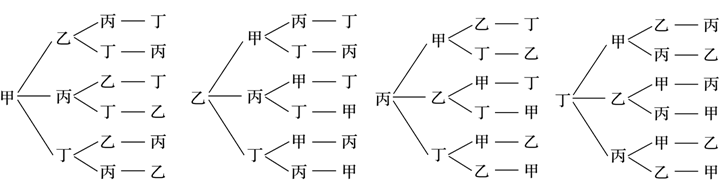 丙 — 丁
乙
丁 — 丙
乙 — 丁
甲 丙
丁 — 乙
乙 — 丙
丁
丙 — 乙
丙 — 丁
甲
丁 — 丙
甲 — 丁
乙 丙
丁 — 甲
甲 — 丙
丁
丙 — 甲
乙 — 丁
甲
丁 — 乙
甲 — 丁
丙 乙
丁 — 甲
甲 — 乙
丁
乙 — 甲
乙 — 丙
甲
丙 — 乙
甲 — 丙
丁 乙
丙 — 甲
甲 — 乙
丙
乙 — 甲